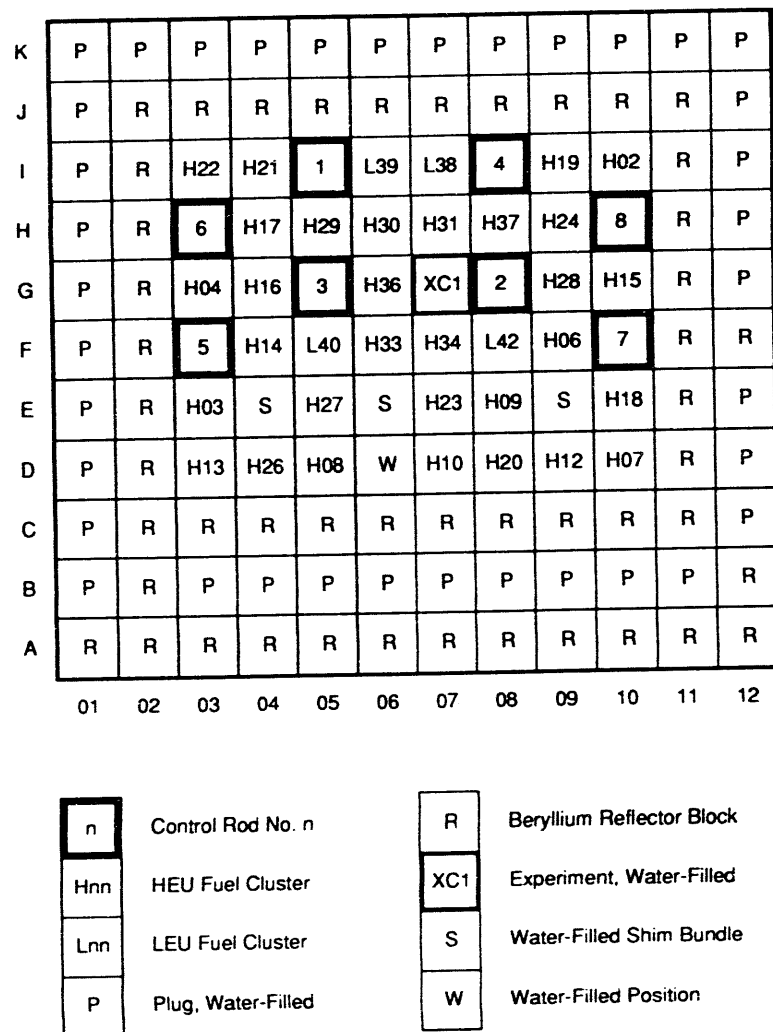 K P P P P P P P P P P P P
J P R R R R R R R R R R P
I P R H22 H21 1 L39 L38 4 H19 H02 R P
H P R 6 H17 H29 H30 H31 H37 H24 8 R P
G P R H04 H16 3 H36 XC1 2 H28 H15 R P
F P R 5 H14 L40 H33 H34 L42 H06 7 R R
E P R H03 S H27 S H23 H09 S H18 R P
D P R H13 H26 H08 W H10 H20 H12 H07 R P
C P R R R R R R R R R R P
B P R P P P P P P P P P R
A R R R R R R R R R R R R
01 02 03 04 05 06 07 08 09 10 11 12
n Control Rod No. n
Hnn HEU Fuel Cluster
Lnn LEU Fuel Cluster
P Plug, Water-Filled
R Beryllium Reflector Block
XC1 Experiment, Water-Filled
S Water-Filled Shim Bundle
W Water-Filled Position